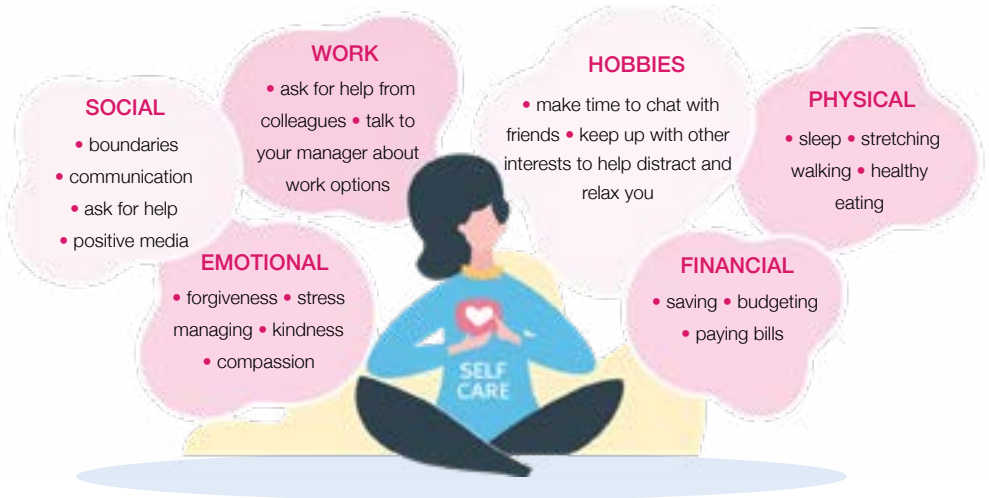 SOCIAL
• boundaries
• communication
• ask for help
• positive media
WORK
• ask for help from
colleagues • talk to
your manager about
work options
HOBBIES
• make time to chat with
friends • keep up with other
interests to help distract and
relax you
PHYSICAL
• sleep • stretching
walking • healthy
eating
EMOTIONAL
• forgiveness • stress
managing • kindness
• compassion
FINANCIAL
• saving • budgeting
• paying bills
SELF
CARE